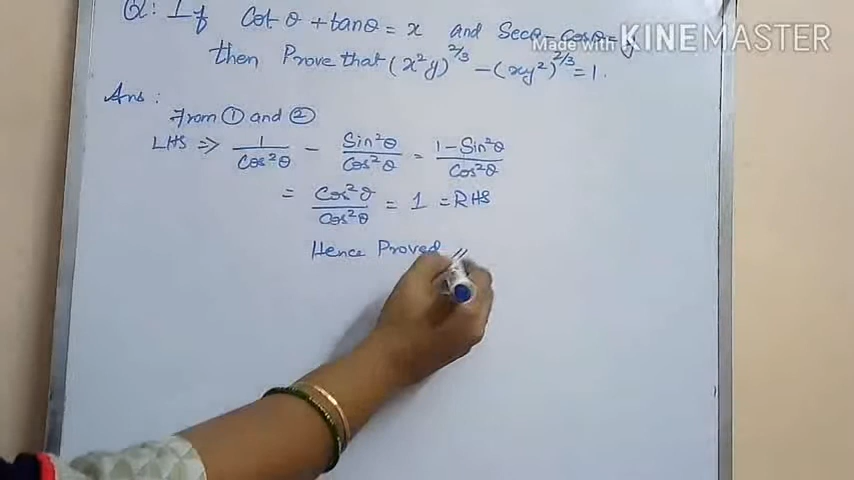 Q: If Cot θ + tanθ = x and Secθ - Cosθ = y
Made with KINEMASTER
then Prove that (x²y)^2/3 - (xy²)^2/3 = 1.
Ans:
From ① and ②
LHS ⇒ 1/Cos²θ - Sin²θ/Cos²θ = 1-Sin²θ/Cos²θ
= Cos²θ/Cos²θ = 1 = RHS
Hence Proved //